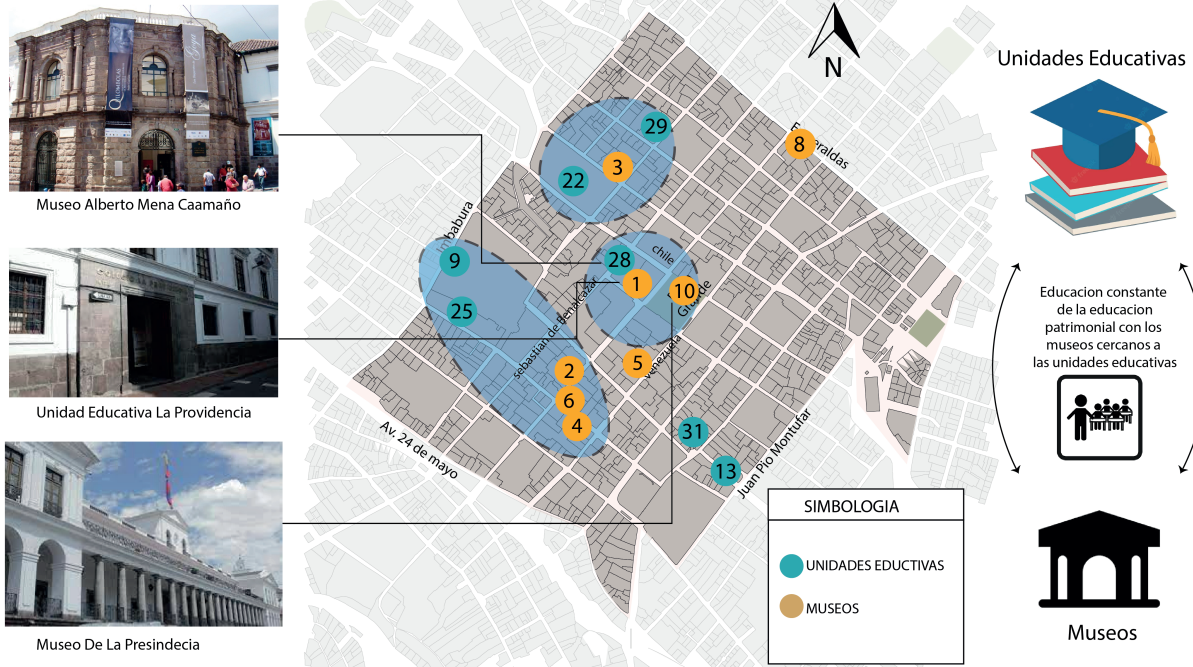 Museo Alberto Mena Caamaño
Unidad Educativa La Providencia
Museo De La Presindecia
N
Esmeraldas
Imbabura
chile
sebastian de Benalcazar
Venezuela
Av. 24 de mayo
Juan Pio Montufar
29
3
22
8
9
28
1
10
25
2
5
6
4
31
13
SIMBOLOGIA
UNIDADES EDUCTIVAS
MUSEOS
Unidades Educativas
Educacion constante
de la educacion
patrimonial con los
museos cercanos a
las unidades educativas
Museos